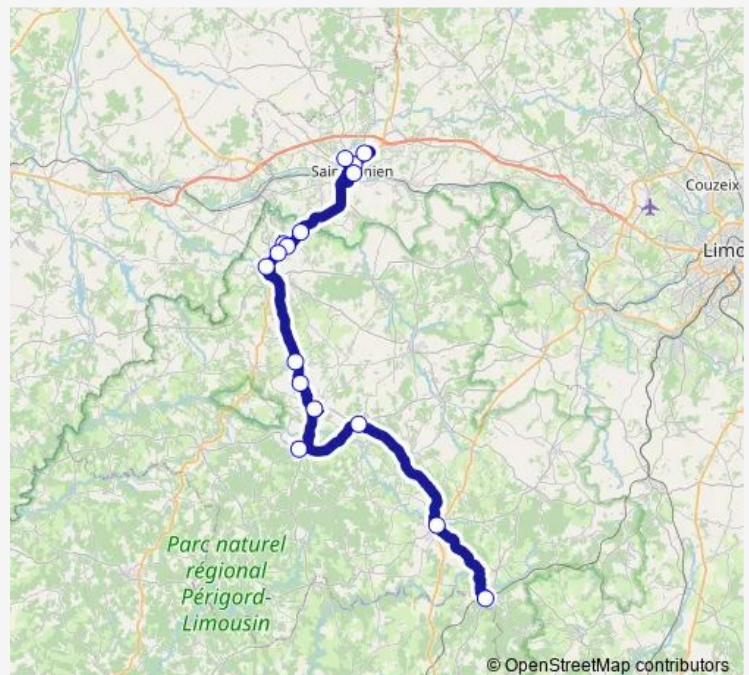 Couzeix
Parc naturel
régional
Périgord-
Limousin
© OpenStreetMap contributors